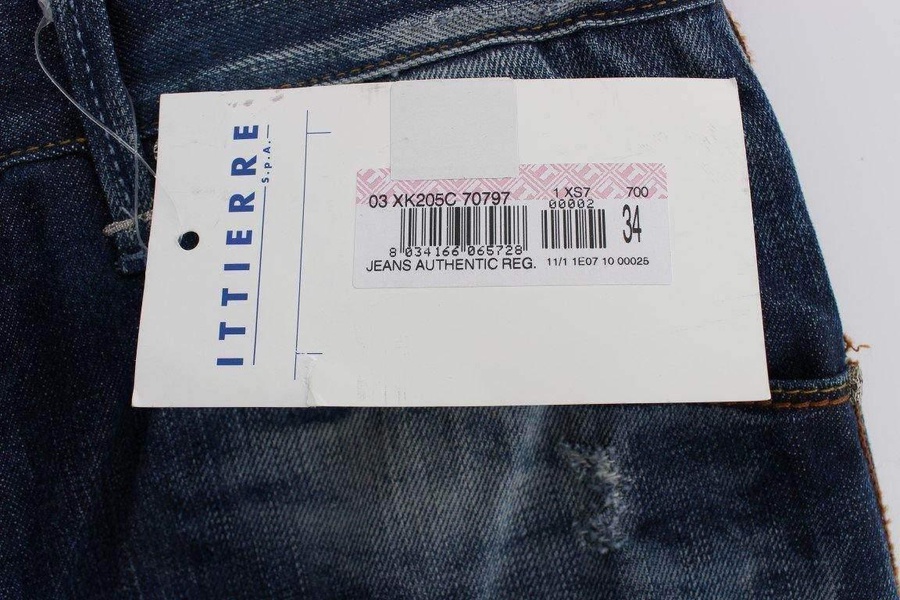 ITTIERRE
S.P.A.
03 XK205C 70797 1 XS7 700
00002
34
8 034166 065728
JEANS AUTHENTIC REG. 11/1 1E07 10 00025